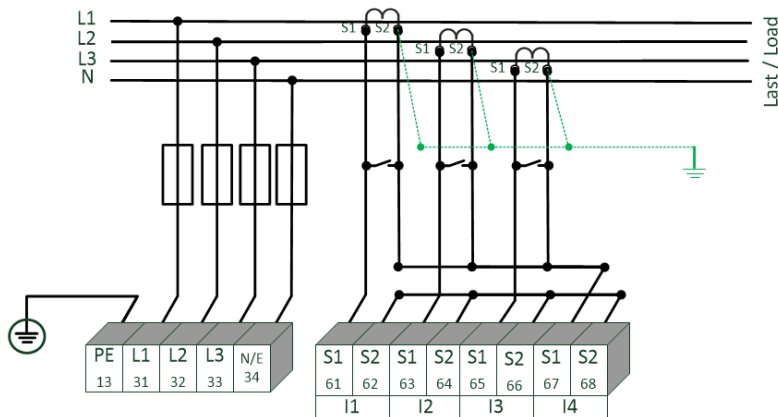 L1
L2
L3
N
S1 S2
S1 S2
S1 S2
Last / Load
PE L1 L2 L3 N/E
13 31 32 33 34
S1 S2 S1 S2 S1 S2 S1 S2
61 62 63 64 65 66 67 68
I1 I2 I3 I4